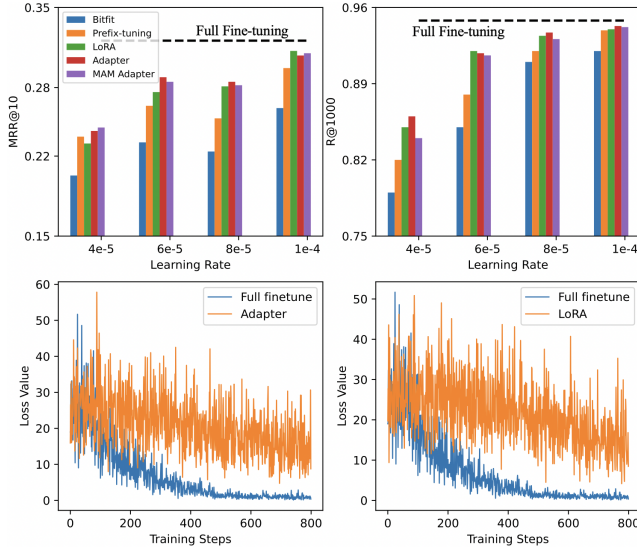 0.35
0.28
0.22
0.15
MRR@10
Bitfit
Prefix-tuning
LoRA
Adapter
MAM Adapter
Full Fine-tuning
4e-5
6e-5
8e-5
1e-4
Learning Rate
0.96
0.89
0.82
0.75
R@1000
Full Fine-tuning
4e-5
6e-5
8e-5
1e-4
Learning Rate
60
50
40
30
20
10
0
Loss Value
Full finetune
Adapter
0
200
400
600
800
Training Steps
50
40
30
20
10
0
Loss Value
Full finetune
LoRA
0
200
400
600
800
Training Steps